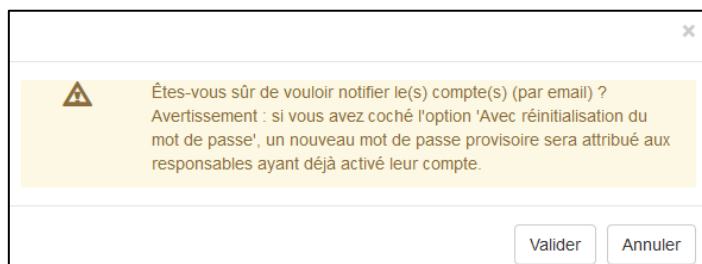 ×
Êtes-vous sûr de vouloir notifier le(s) compte(s) (par email) ?
Avertissement : si vous avez coché l'option 'Avec réinitialisation du
mot de passe', un nouveau mot de passe provisoire sera attribué aux
responsables ayant déjà activé leur compte.
Valider Annuler